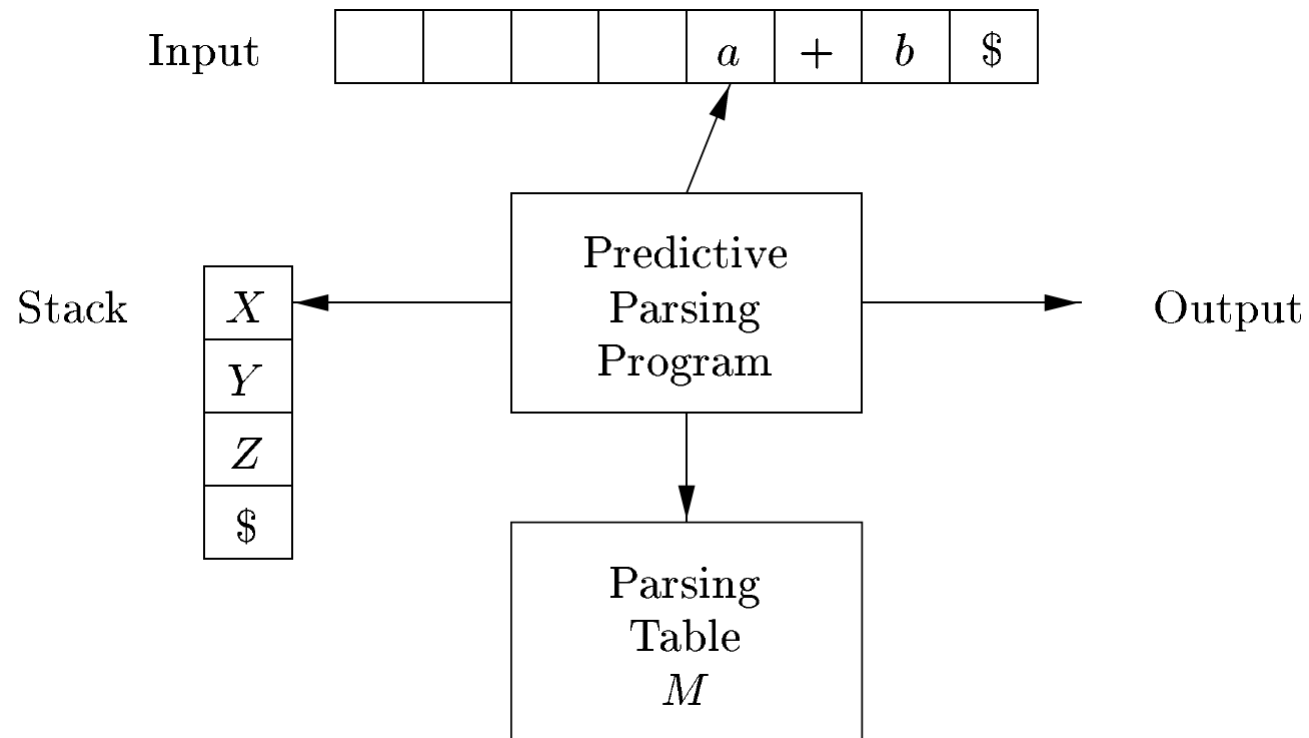 Input a + b $
Predictive
Stack X Parsing Output
Program
Y
Z
$
Parsing
Table
M